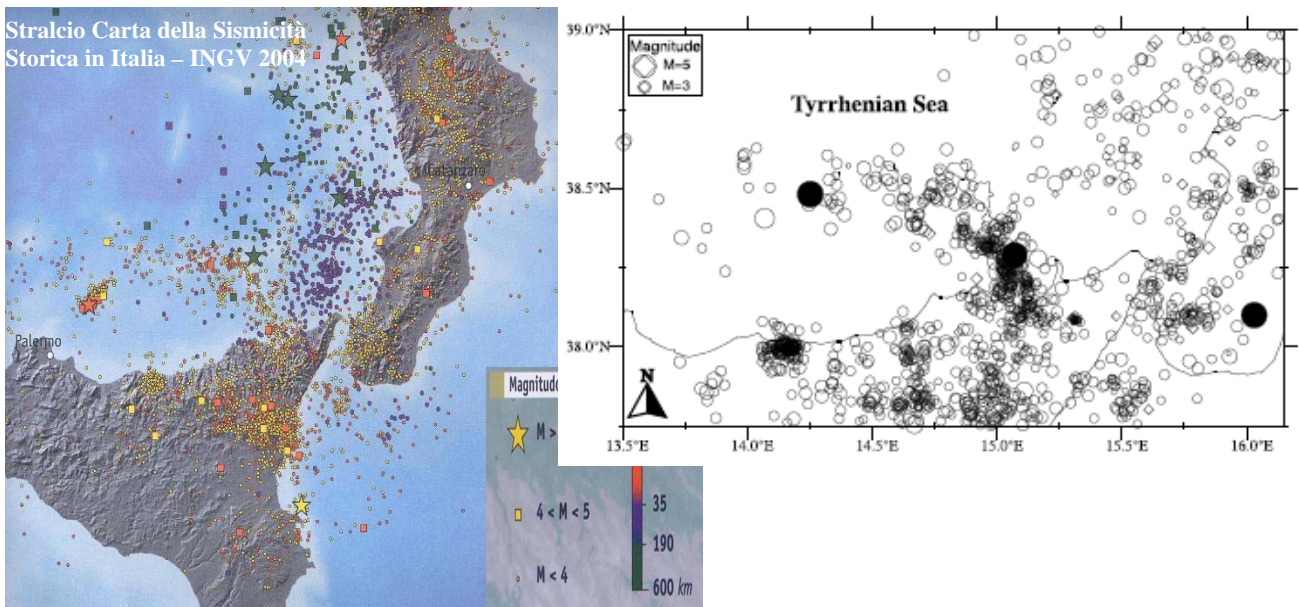 Stralcio Carta della Sismicità
Storica in Italia – INGV 2004
Catanzaro
Palermo
Magnitudo
M >
4 < M < 5
M < 4
35
190
600 km
39.0°N
38.5°N
38.0°N
Magnitude
M=5
M=3
Tyrrhenian Sea
N
13.5°E
14.0°E
14.5°E
15.0°E
15.5°E
16.0°E